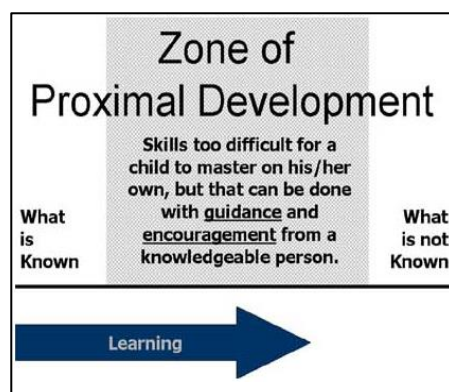 Zone of
Proximal Development
Skills too difficult for a
child to master on his/her
own, but that can be done
with guidance and
encouragement from a
knowledgeable person.
What
is
Known
What
is not
Known
Learning